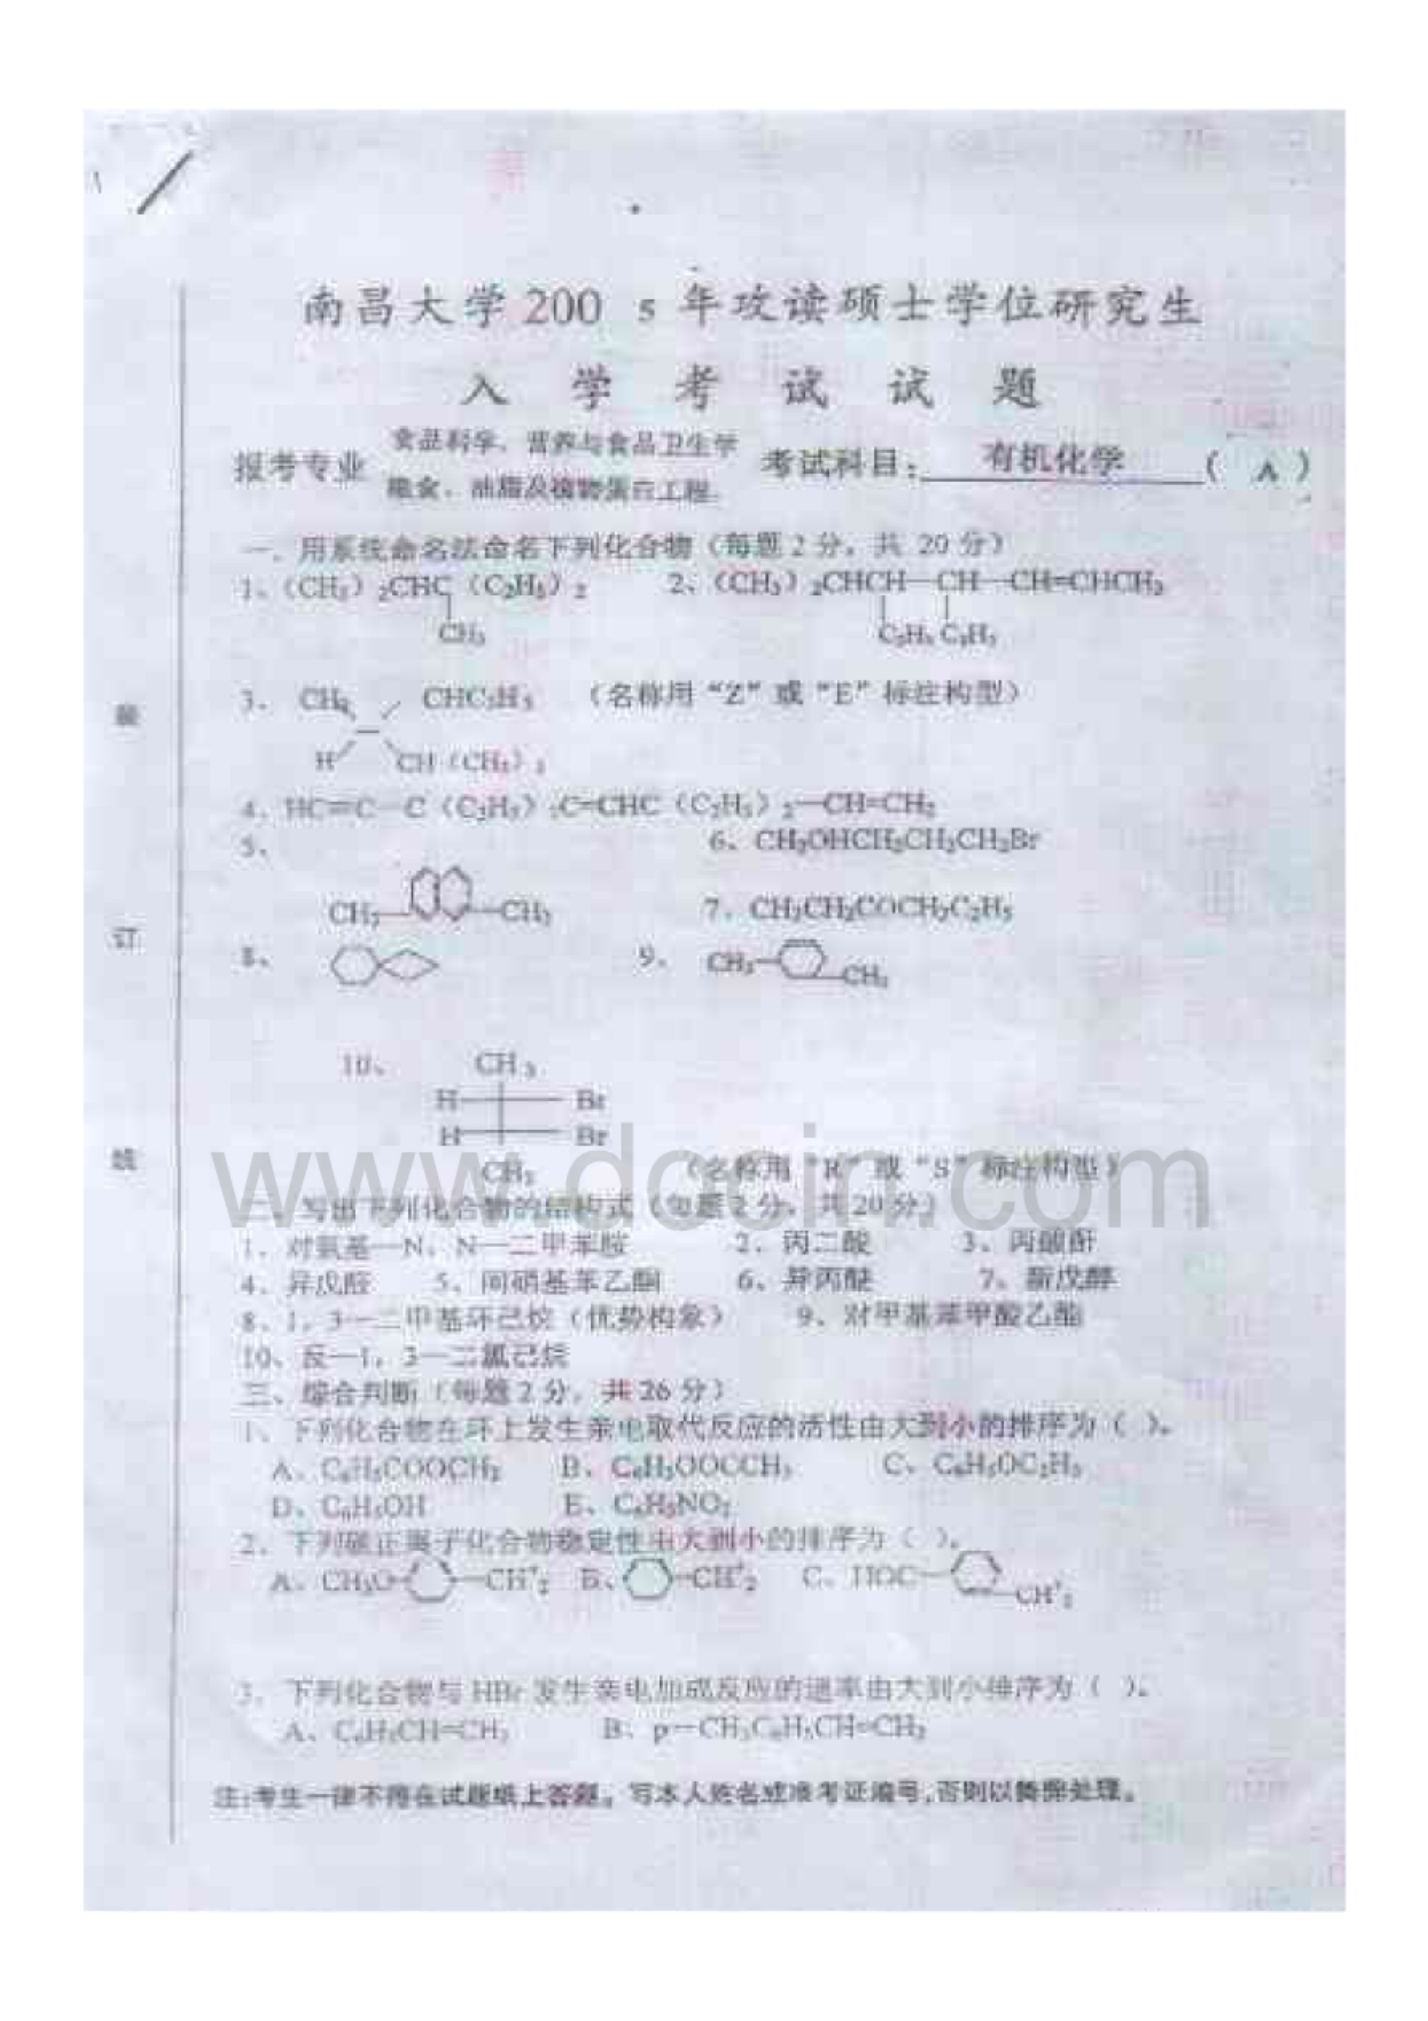 南昌大学200 5年攻读硕士学位研究生
入 学 考 试 试 题
报考专业 食品科学、营养与食品卫生学 考试科目: 有机化学 ( A )
粮食、油脂及植物蛋白工程
一、用系统命名法命名下列化合物（每题2分，共 20 分）
1、(CH₃)₂CHC(C₂H₅)₂ 2、(CH₃)₂CHCH—CH—CH=CHCH₃
CH₃ C₂H₅ C₂H₅
3、 CH₃ CHC₂H₅ （名称用“Z”或“E”标注构型）
H CH(CH₃)₂
4、HC≡C—C(C₂H₅)₂C=CHC(C₂H₅)₂—CH=CH₂
5、 6、CH₂OHCH₂CH₂CH₂Br
CH₃ CH₃ 7、CH₃CH₂COCH₂C₂H₅
8、 9、 CH₃ CH₃
10、 CH₃
H Br
H Br
CH₃ （名称用“R”或“S”标注构型）
www.docin.com
二、写出下列化合物的结构式（每题2分，共20分）
1、对氨基—N，N—二甲苯胺 2、丙二酸 3、丙酸酐
4、异戊醛 5、间硝基苯乙酮 6、异丙醚 7、新戊醇
8、1，3—二甲基环己烷（优势构象） 9、对甲基苯甲酸乙酯
10、反—1，3—二氯己烷
三、综合判断（每题2分，共26分）
1、下列化合物在环上发生亲电取代反应的活性由大到小的排序为（ ）。
A、C₆H₅COOCH₃ B、C₆H₅OOCCH₃ C、C₆H₅OC₂H₅
D、C₆H₅OH E、C₆H₅NO₂
2、下列碳正离子化合物稳定性由大到小的排序为（ ）。
A、CH₃O CH⁺₂ B、 CH⁺₂ C、HOC CH⁺₂
3、下列化合物与HBr发生亲电加成反应的速率由大到小排序为（ ）。
A、C₆H₅CH=CH₂ B、p—CH₃C₆H₅CH=CH₂
注:考生一律不得在试题纸上答题。写本人姓名或准考证编号,否则以舞弊处理。
装
订
线